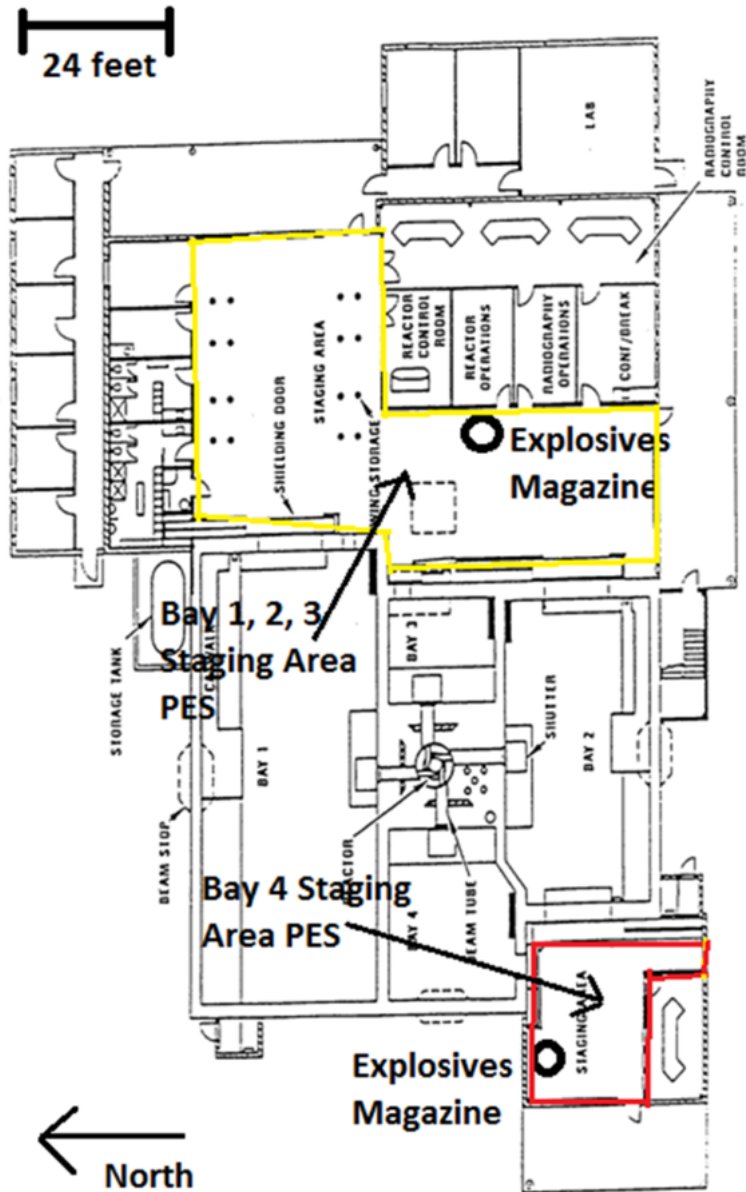 24 feet
LAB
RADIOGRAPHY
CONTROL
ROOM
REACTOR
CONTROL
ROOM
REACTOR
OPERATIONS
RADIOGRAPHY
OPERATIONS
CONF/BREAK
STAGING AREA
SHIELDING DOOR
STORAGE
Explosives
Magazine
Bay 1, 2, 3
Staging Area
PES
STORAGE TANK
BAY 3
SHUTTER
BAY 1
BAY 2
BEAM STOP
Bay 4 Staging
Area PES
BAY 4
BEAM TUBE
STAGING AREA
Explosives
Magazine
North